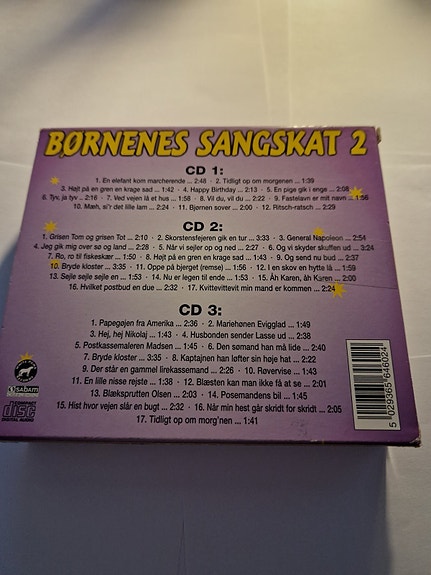 BØRNENES SANGSKAT 2
CD 1:
1. En elefant kom marcherende ... 2:48 · 2. Tidligt op om morgenen ... 1:39
3. Højt på en gren en krage sad ... 1:42 · 4. Happy Birthday ... 2:13 · 5. En pige gik i enge ... 2:08
6. Tyv, ja tyv .. 2:16 · 7. Ved vejen lå et hus ... 1:58 · 8. Vil du, vil du ... 2:22 · 9. Fastelavn er mit navn ... 1:56
10. Mæh, si'r det lille lam ... 2:24 · 11. Bjørnen sover ... 2:00 · 12. Ritsch-ratsch ... 2:29
CD 2:
1. Grisen Tom og grisen Tot ... 2:10 · 2. Skorstensfejeren gik en tur ... 3:33 · 3. General Napoleon ... 2:54
4. Jeg gik mig over sø og land ... 2:28 · 5. Når vi sejler op og ned ... 2:27 · 6. Og vi skyder skuffen ud ... 3:24
7. Ro, ro til fiskeskær ... 1:50 · 8. Højt på en gren en krage sad ... 1:43 · 9. Og send nu bud ... 2:37
10. Bryde kloster ... 3:35 · 11. Oppe på bjerget (remse) ... 1:56 · 12. I en skov en hytte lå ... 1:59
13. Sejle sejle sejle en ... 1:53 · 14. Nu er legen til ende ... 1:53 · 15. Åh Karen, åh Karen ... 2:00
16. Hvilket postbud en due ... 2:32 · 17. Kvittevittevit min mand er kommen ... 2:24
CD 3:
1. Papegøjen fra Amerika ... 2:36 · 2. Mariehønen Evigglad ... 1:49
3. Hej, hej Nikolaj ... 1:43 · 4. Husbonden sender Lasse ud ... 2:38
5. Postkassemaleren Madsen ... 1:45 · 6. Den sømand han må lide ... 2:40
7. Bryde kloster ... 3:35 · 8. Kaptajnen han løfter sin høje hat ... 2:22
9. Der står en gammel lirekassemand ... 2:26 · 10. Røvervise ... 1:43
11. En lille nisse rejste ... 1:38 · 12. Blæsten kan man ikke få at se ... 2:01
13. Blæksprutten Olsen ... 2:03 · 14. Posemandens bil ... 1:45
15. Hist hvor vejen slår en bugt ... 2:32 · 16. Når min hest går skridt for skridt ... 2:05
17. Tidligt op om morg'nen ... 1:41
SABAM
COMPACT
disc
DIGITAL AUDIO
5 029365 646024